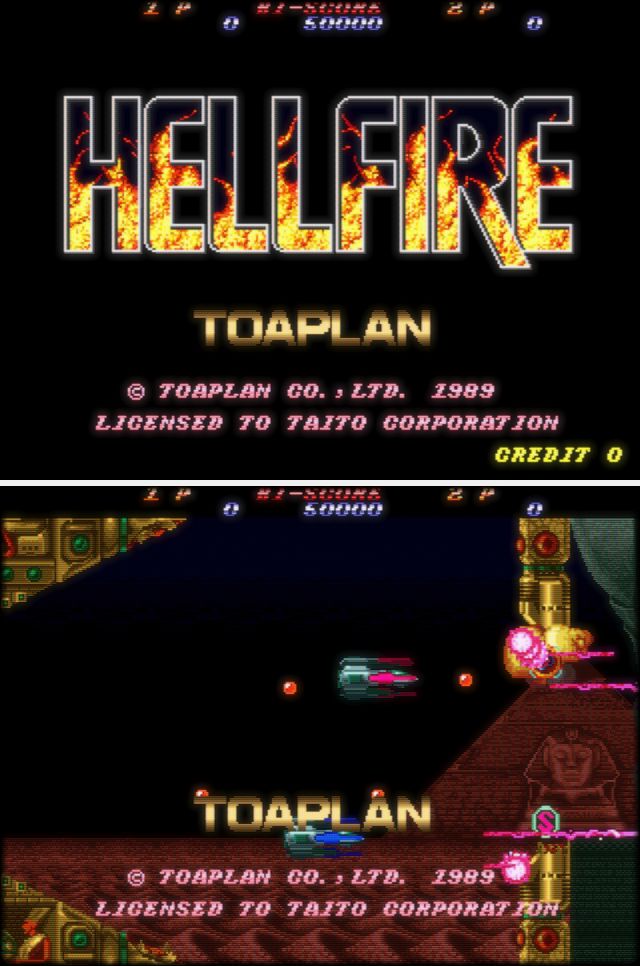 1 P HI-SCORE 2 P
0 50000 0
HELLFIRE
TOAPLAN
© TOAPLAN CO.,LTD. 1989
LICENSED TO TAITO CORPORATION
CREDIT 0
1 P HI-SCORE 2 P
0 50000 0
S
TOAPLAN
© TOAPLAN CO.,LTD. 1989
LICENSED TO TAITO CORPORATION